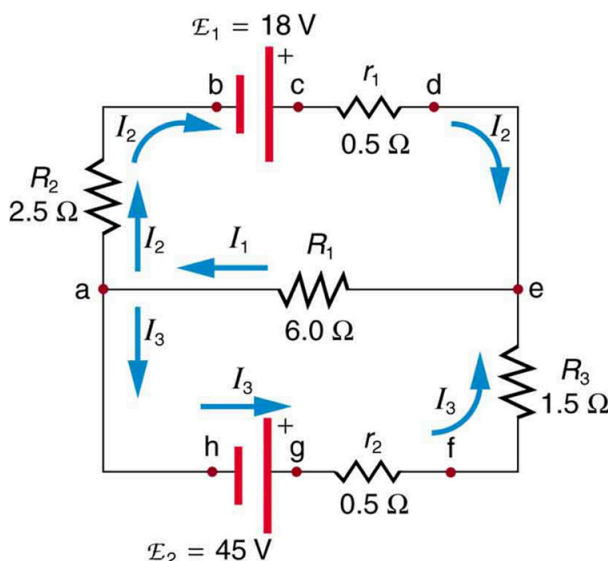 ℰ₁ = 18 V
+
b
c
r₁
d
I₂
0.5 Ω
I₂
R₂
2.5 Ω
I₂
I₁
R₁
a
e
6.0 Ω
I₃
I₃
I₃
R₃
1.5 Ω
+
h
g
r₂
f
0.5 Ω
ℰ₂ = 45 V